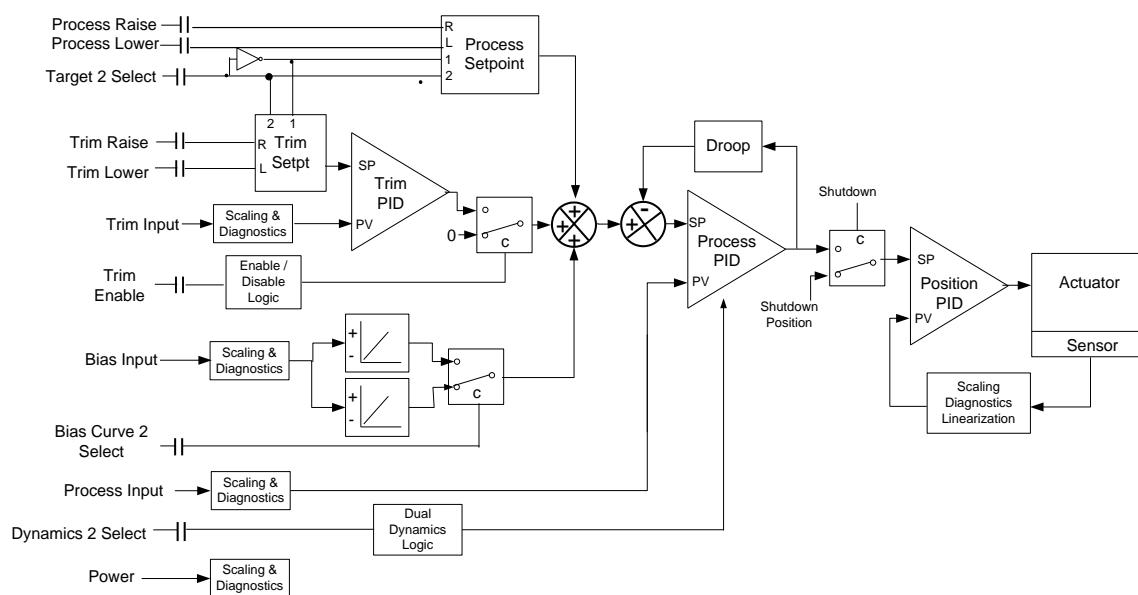 Process Raise
Process Lower
Target 2 Select
R
L
1
2
Process
Setpoint
2 1
R
L
Trim
Setpt
Trim Raise
Trim Lower
SP
Trim
PID
PV
Trim Input
Scaling &
Diagnostics
0
C
Trim
Enable
Enable /
Disable
Logic
+
+
+
-
+
Droop
SP
Process
PID
PV
Shutdown
C
Shutdown
Position
SP
Position
PID
PV
Actuator
Sensor
Scaling
Diagnostics
Linearization
Bias Input
Scaling &
Diagnostics
+
-
+
-
C
Bias Curve 2
Select
Process Input
Scaling &
Diagnostics
Dynamics 2 Select
Dual
Dynamics
Logic
Power
Scaling &
Diagnostics